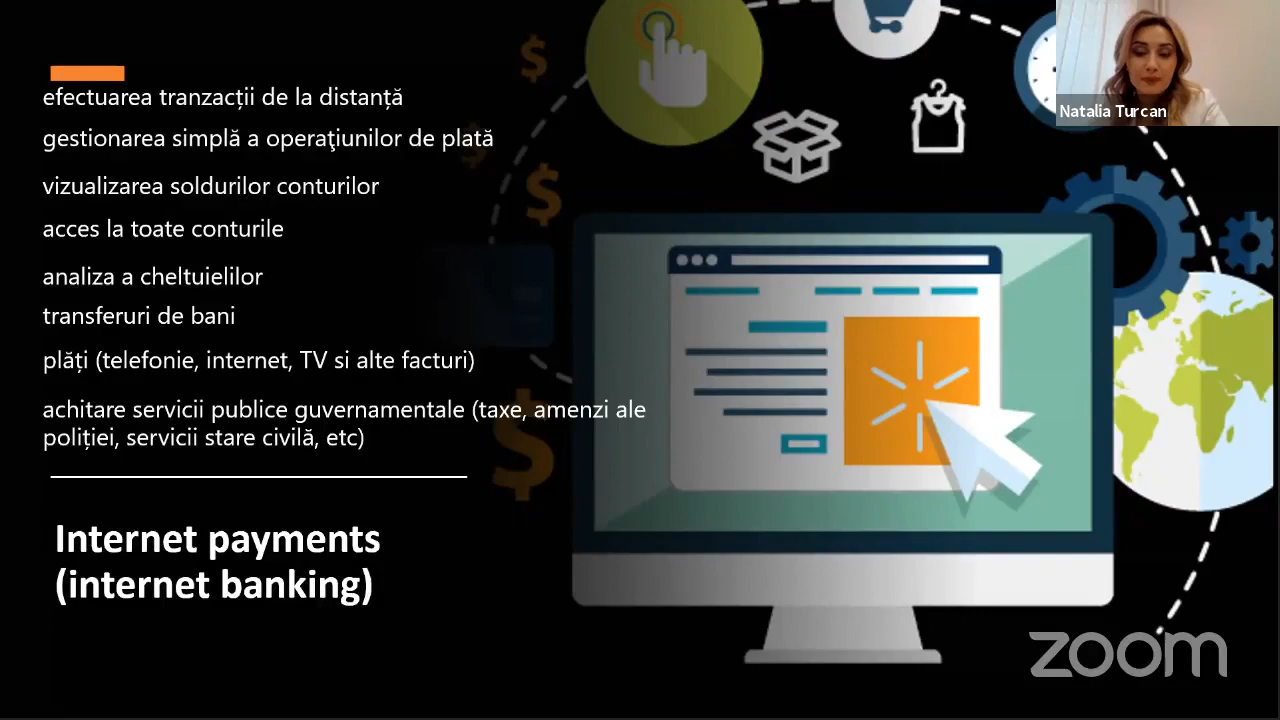 efectuarea tranzacții de la distanță
gestionarea simplă a operaţiunilor de plată
vizualizarea soldurilor conturilor
acces la toate conturile
analiza a cheltuielilor
transferuri de bani
plăți (telefonie, internet, TV si alte facturi)
achitare servicii publice guvernamentale (taxe, amenzi ale
poliției, servicii stare civilă, etc)
Internet payments
(internet banking)
Natalia Turcan
zoom